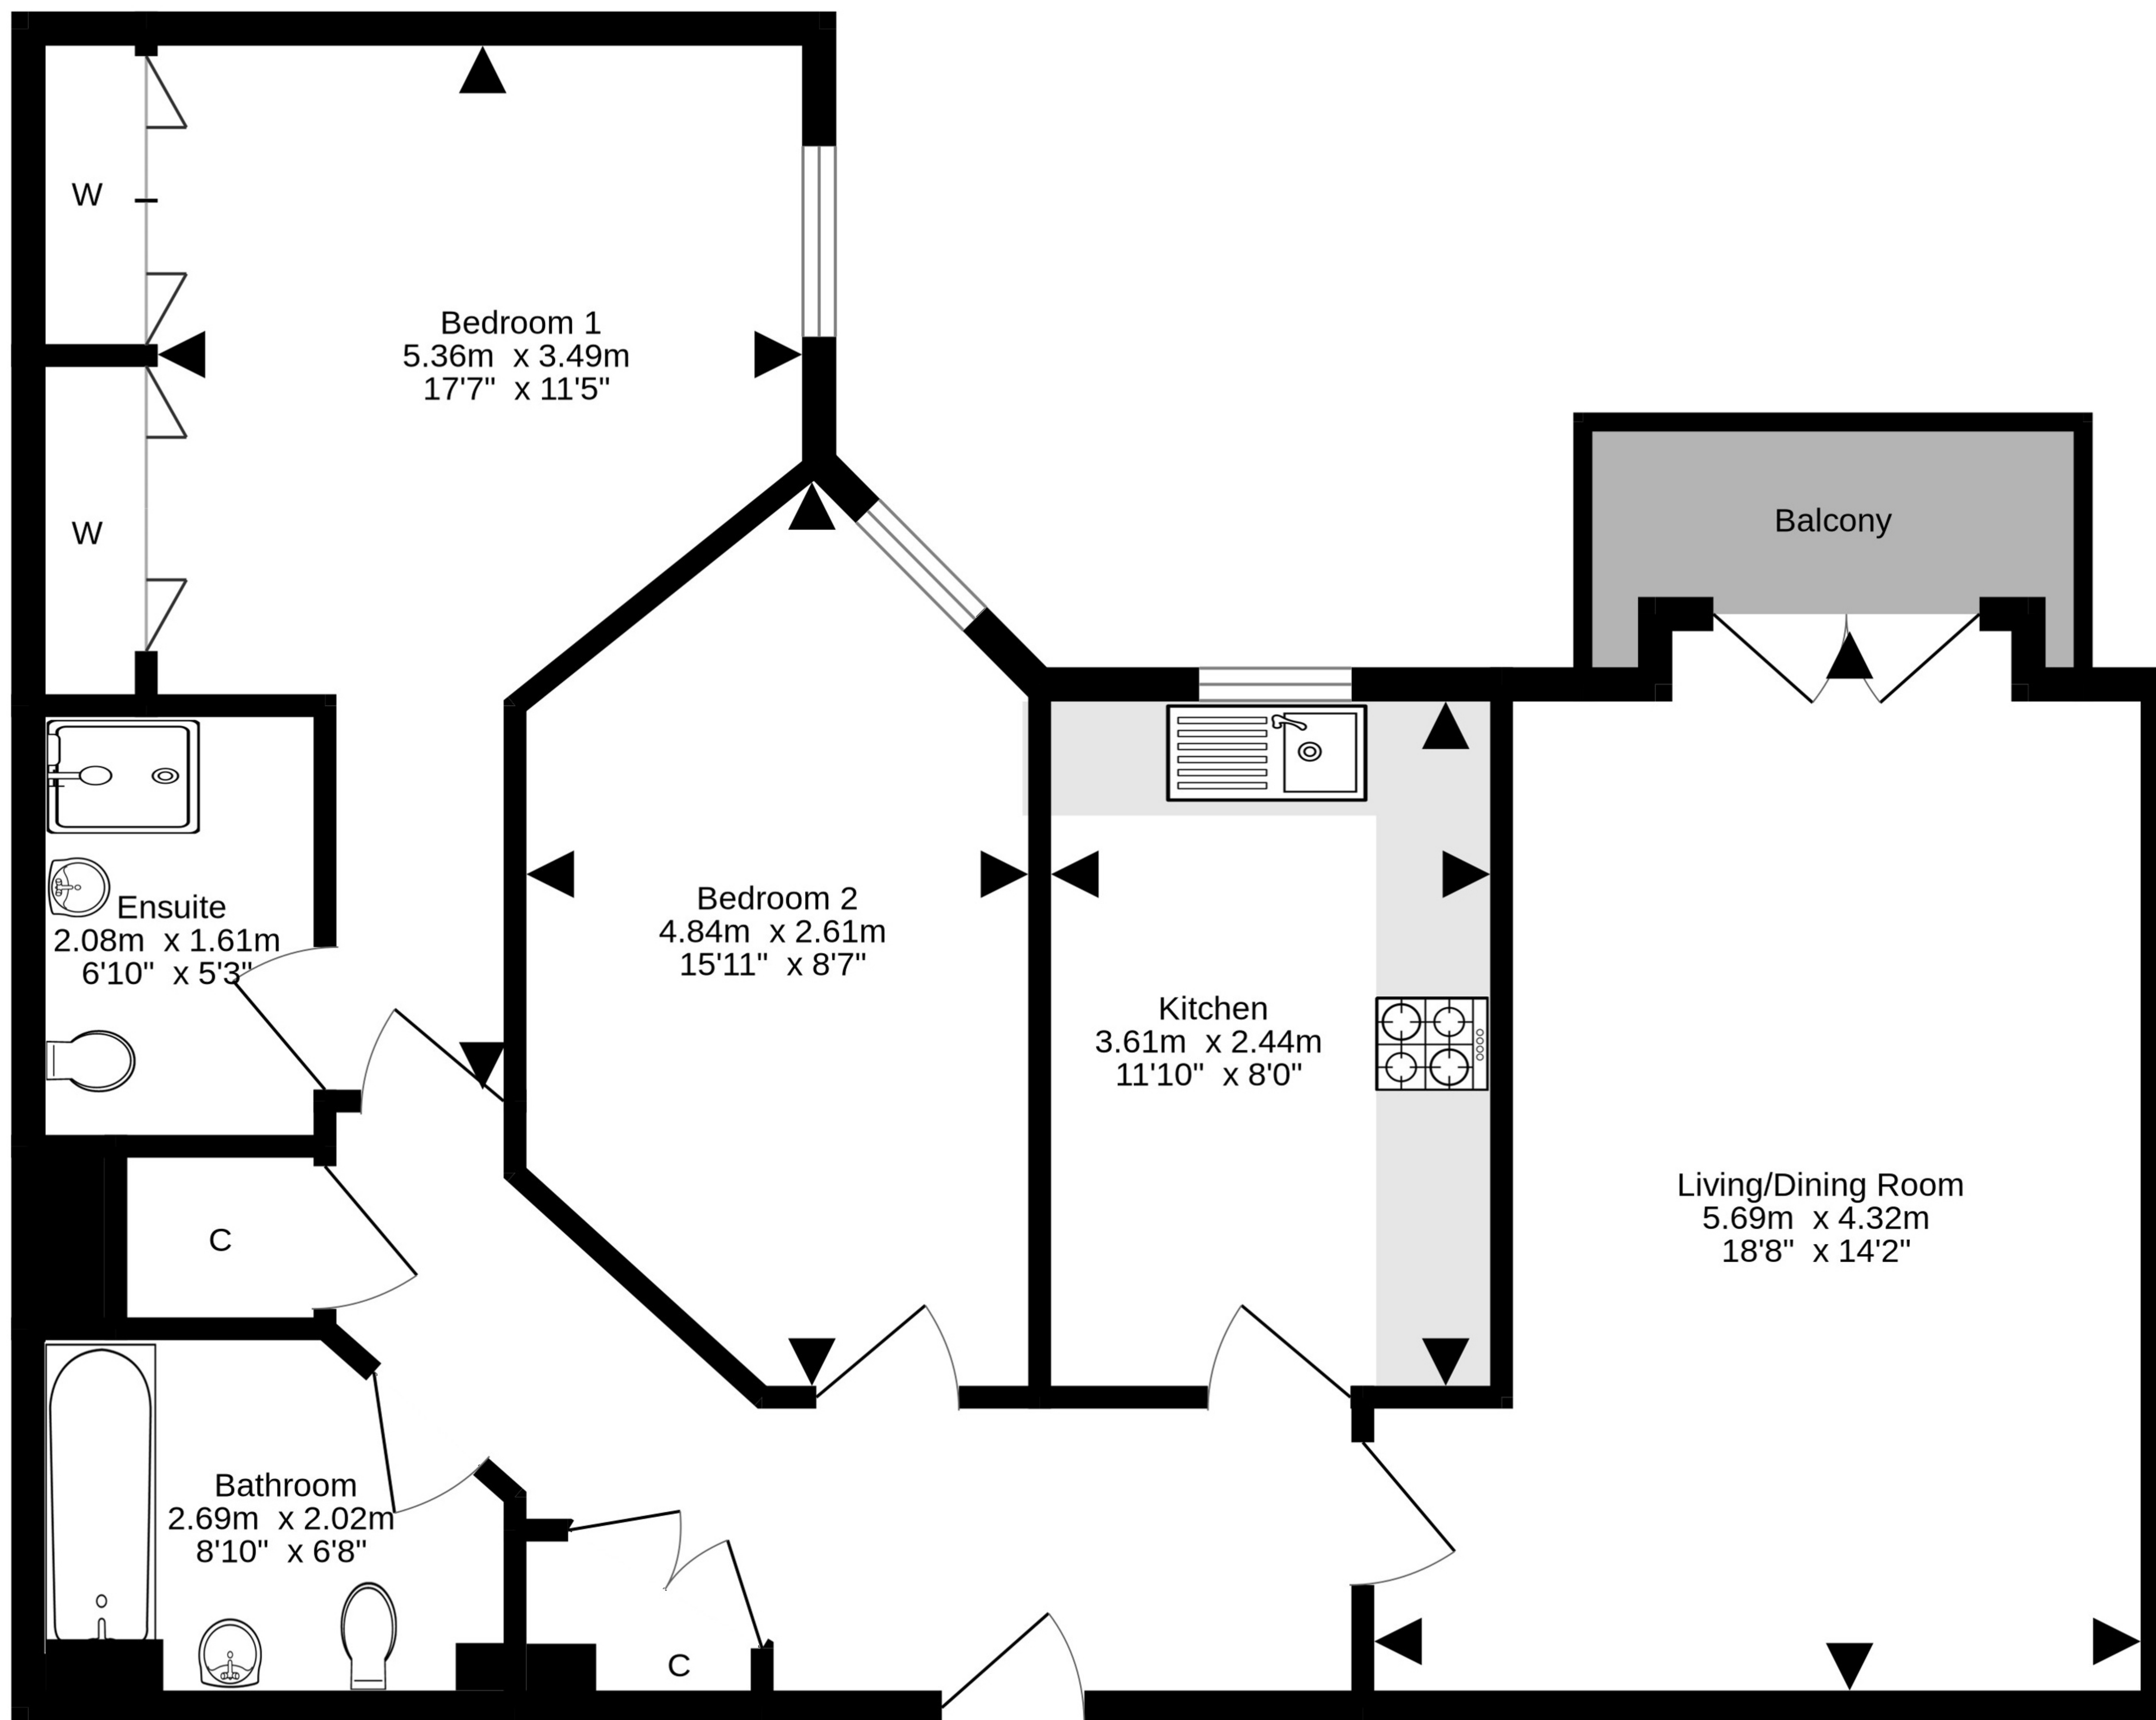 W
Bedroom 1
5.36m x 3.49m
17'7" x 11'5"
W
Balcony
Ensuite
2.08m x 1.61m
6'10" x 5'3"
Bedroom 2
4.84m x 2.61m
15'11" x 8'7"
Kitchen
3.61m x 2.44m
11'10" x 8'0"
Living/Dining Room
5.69m x 4.32m
18'8" x 14'2"
C
Bathroom
2.69m x 2.02m
8'10" x 6'8"
C